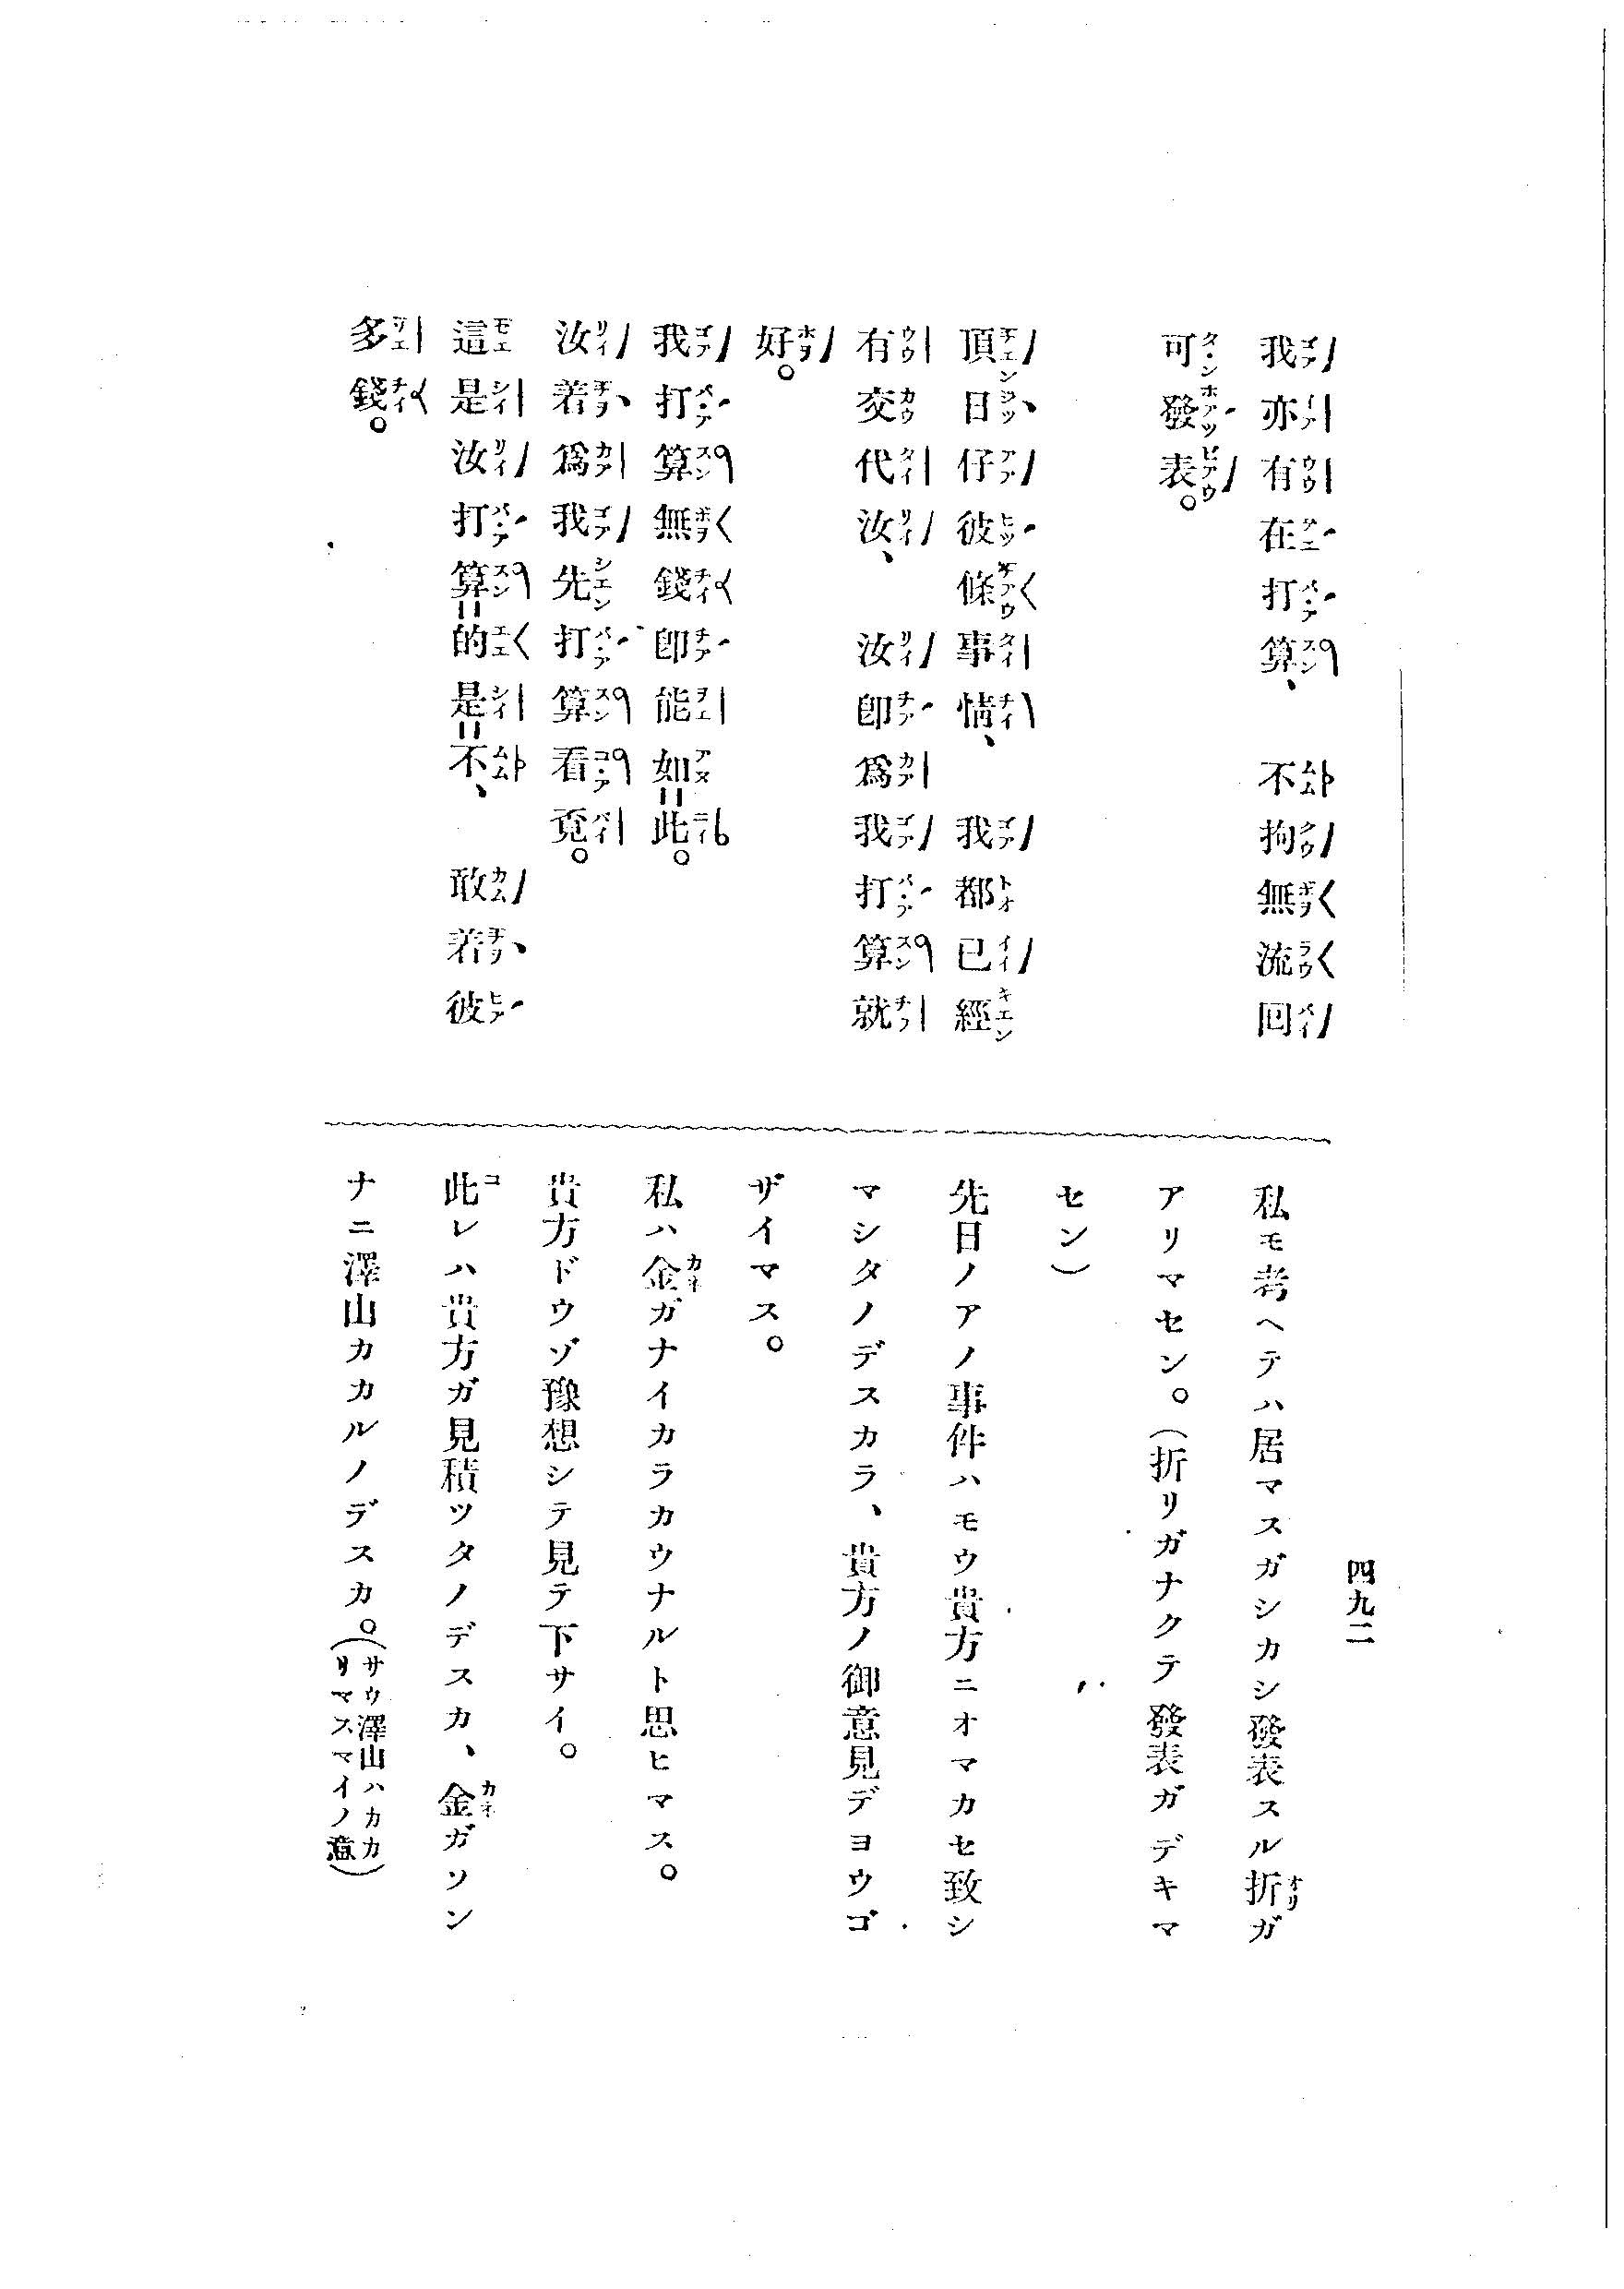 四九二
我亦有在打算、不拘無流回
可發表。
頂日仔彼條事情、我都已經
有交代汝、汝卽爲我打算就
好。
我打算無錢卽能如此。
汝着爲我先打算看覓。
這是汝打算的是不、敢着彼
多錢。
私モ考ヘテハ居マスガシカシ發表スル折ガ
アリマセン。(折リガナクテ發表ガデキマ
セン)
先日ノアノ事件ハモウ貴方ニオマカセ致シ
マシタノデスカラ、貴方ノ御意見デヨウゴ
ザイマス。
私ハ金ガナイカラカウナルト思ヒマス。
貴方ドウゾ豫想シテ見テ下サイ。
此レハ貴方ガ見積ツタノデスカ、金ガソン
ナニ澤山カカルノデスカ。(サウ澤山ハカカ
リマスマイノ意)